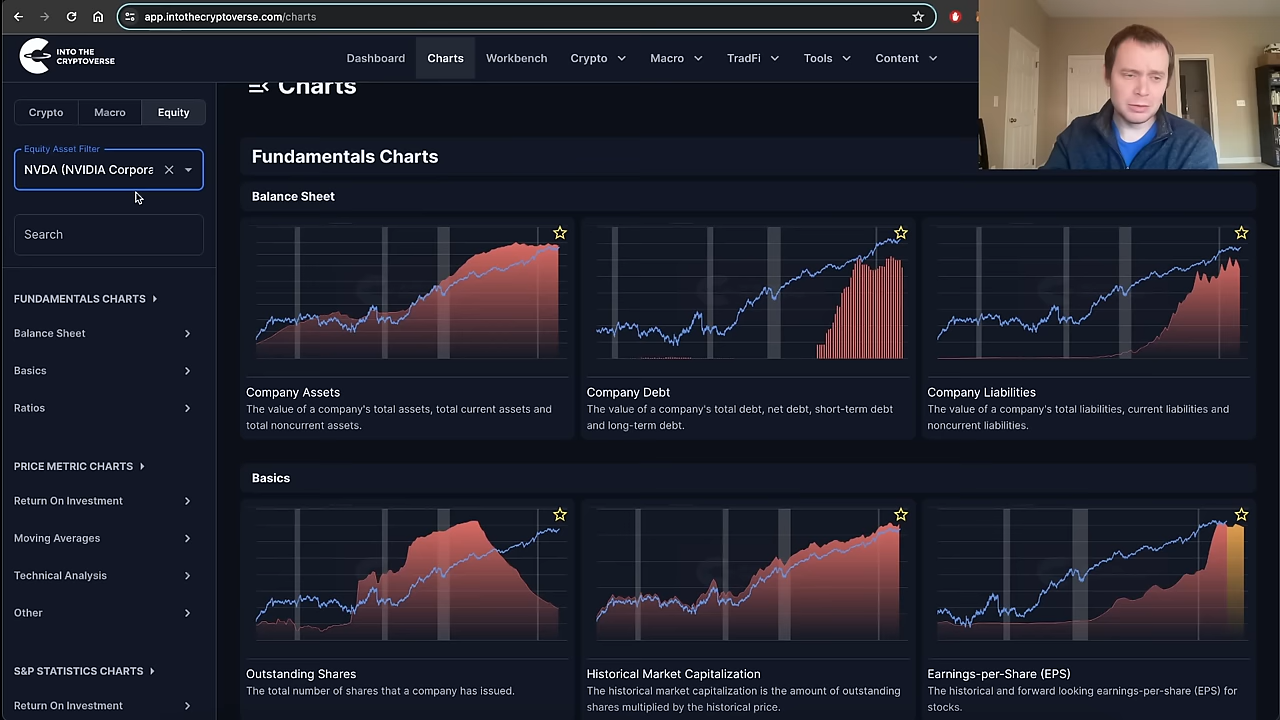 app.intothecryptoverse.com/charts
INTO THE
CRYPTOVERSE
Dashboard
Charts
Workbench
Crypto
Macro
TradFi
Tools
Content
Crypto
Macro
Equity
Equity Asset Filter
NVDA (NVIDIA Corpora
Search
FUNDAMENTALS CHARTS
Balance Sheet
Basics
Ratios
PRICE METRIC CHARTS
Return On Investment
Moving Averages
Technical Analysis
Other
S&P STATISTICS CHARTS
Return On Investment
Charts
Fundamentals Charts
Balance Sheet
Company Assets
The value of a company's total assets, total current assets and
total noncurrent assets.
Company Debt
The value of a company's total debt, net debt, short-term debt
and long-term debt.
Company Liabilities
The value of a company's total liabilities, current liabilities and
noncurrent liabilities.
Basics
Outstanding Shares
The total number of shares that a company has issued.
Historical Market Capitalization
The historical market capitalization is the amount of outstanding
shares multiplied by the historical price.
Earnings-per-Share (EPS)
The historical and forward looking earnings-per-share (EPS) for
stocks.